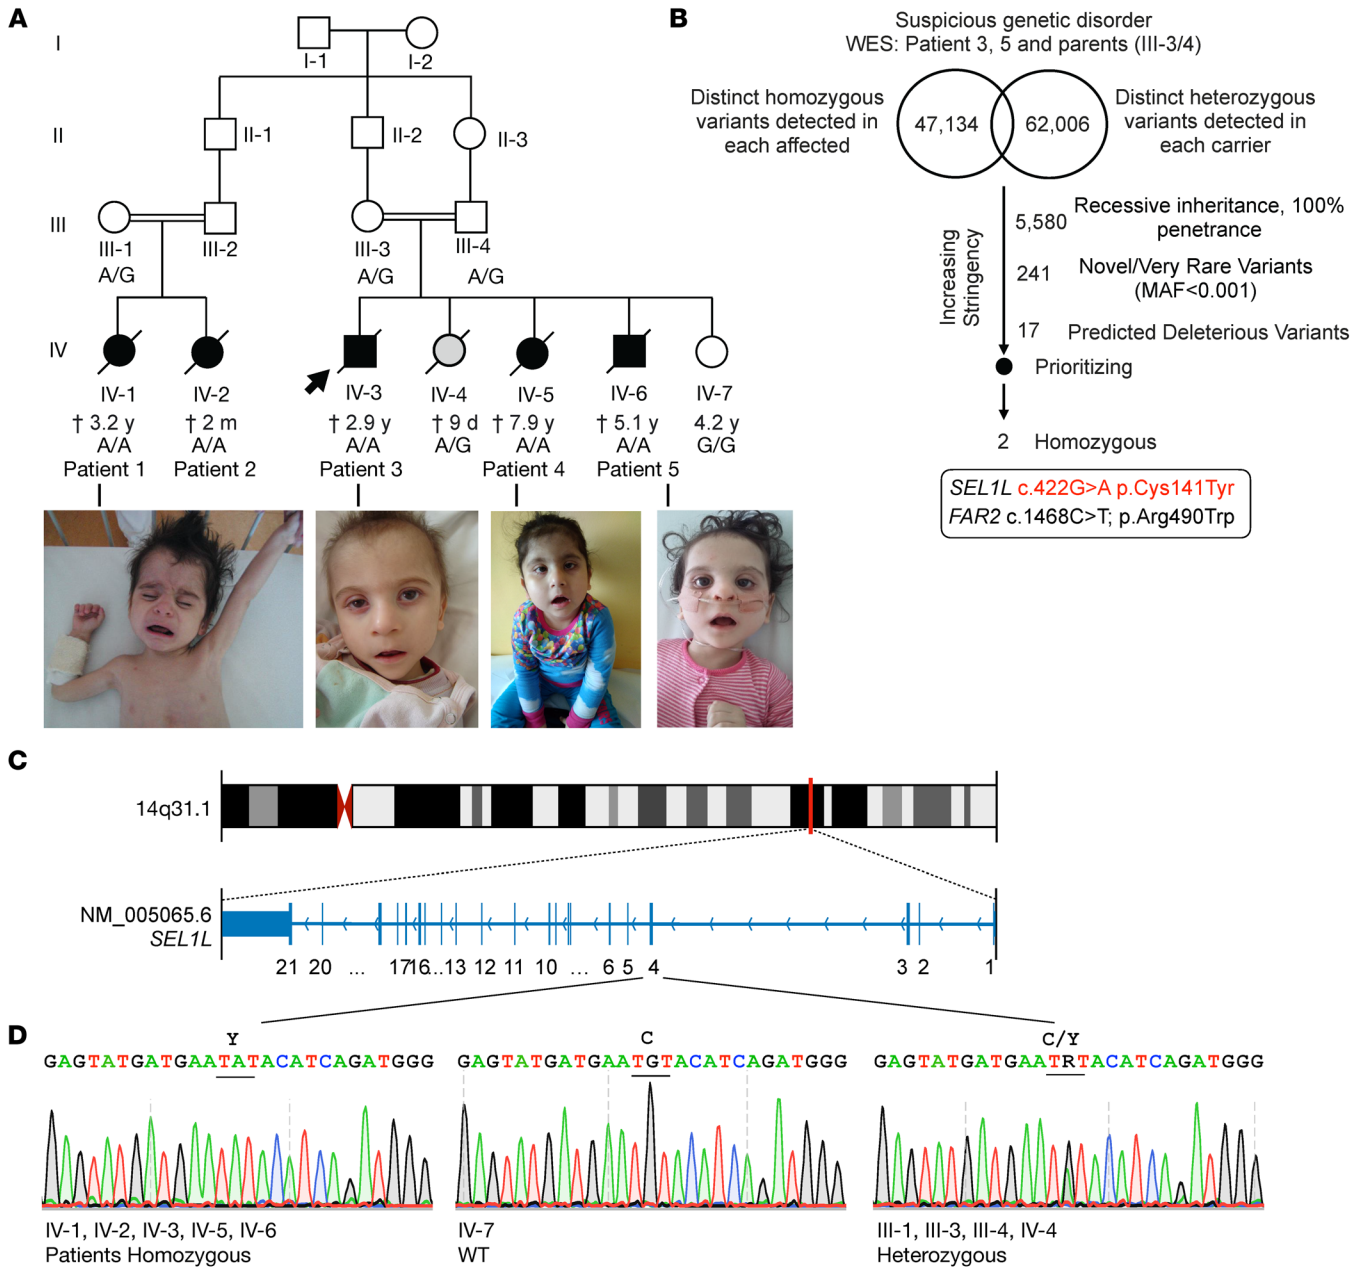 A
I
I-1
I-2
II
II-1
II-2
II-3
III
III-1
III-2
III-3
III-4
A/G
A/G
A/G
IV
IV-1
IV-2
IV-3
IV-4
IV-5
IV-6
IV-7
† 3.2 y
† 2 m
† 2.9 y
† 9 d
† 7.9 y
† 5.1 y
4.2 y
A/A
A/A
A/A
A/G
A/A
A/A
G/G
Patient 1
Patient 2
Patient 3
Patient 4
Patient 5
B
Suspicious genetic disorder
WES: Patient 3, 5 and parents (III-3/4)
Distinct homozygous
variants detected in
each affected
47,134
62,006
Distinct heterozygous
variants detected in
each carrier
Increasing
Stringency
5,580
Recessive inheritance, 100%
penetrance
241
Novel/Very Rare Variants
(MAF<0.001)
17
Predicted Deleterious Variants
Prioritizing
2
Homozygous
SEL1L c.422G>A p.Cys141Tyr
FAR2 c.1468C>T; p.Arg490Trp
C
14q31.1
NM_005065.6
SEL1L
21 20 ... 1716...13 12 11 10 ... 6 5 4 3 2 1
D
Y
GAGTATGATGAATATACATCAGATGGG
IV-1, IV-2, IV-3, IV-5, IV-6
Patients Homozygous
C
GAGTATGATGAATGTACATCAGATGGG
IV-7
WT
C/Y
GAGTATGATGAATRTACATCAGATGGG
III-1, III-3, III-4, IV-4
Heterozygous